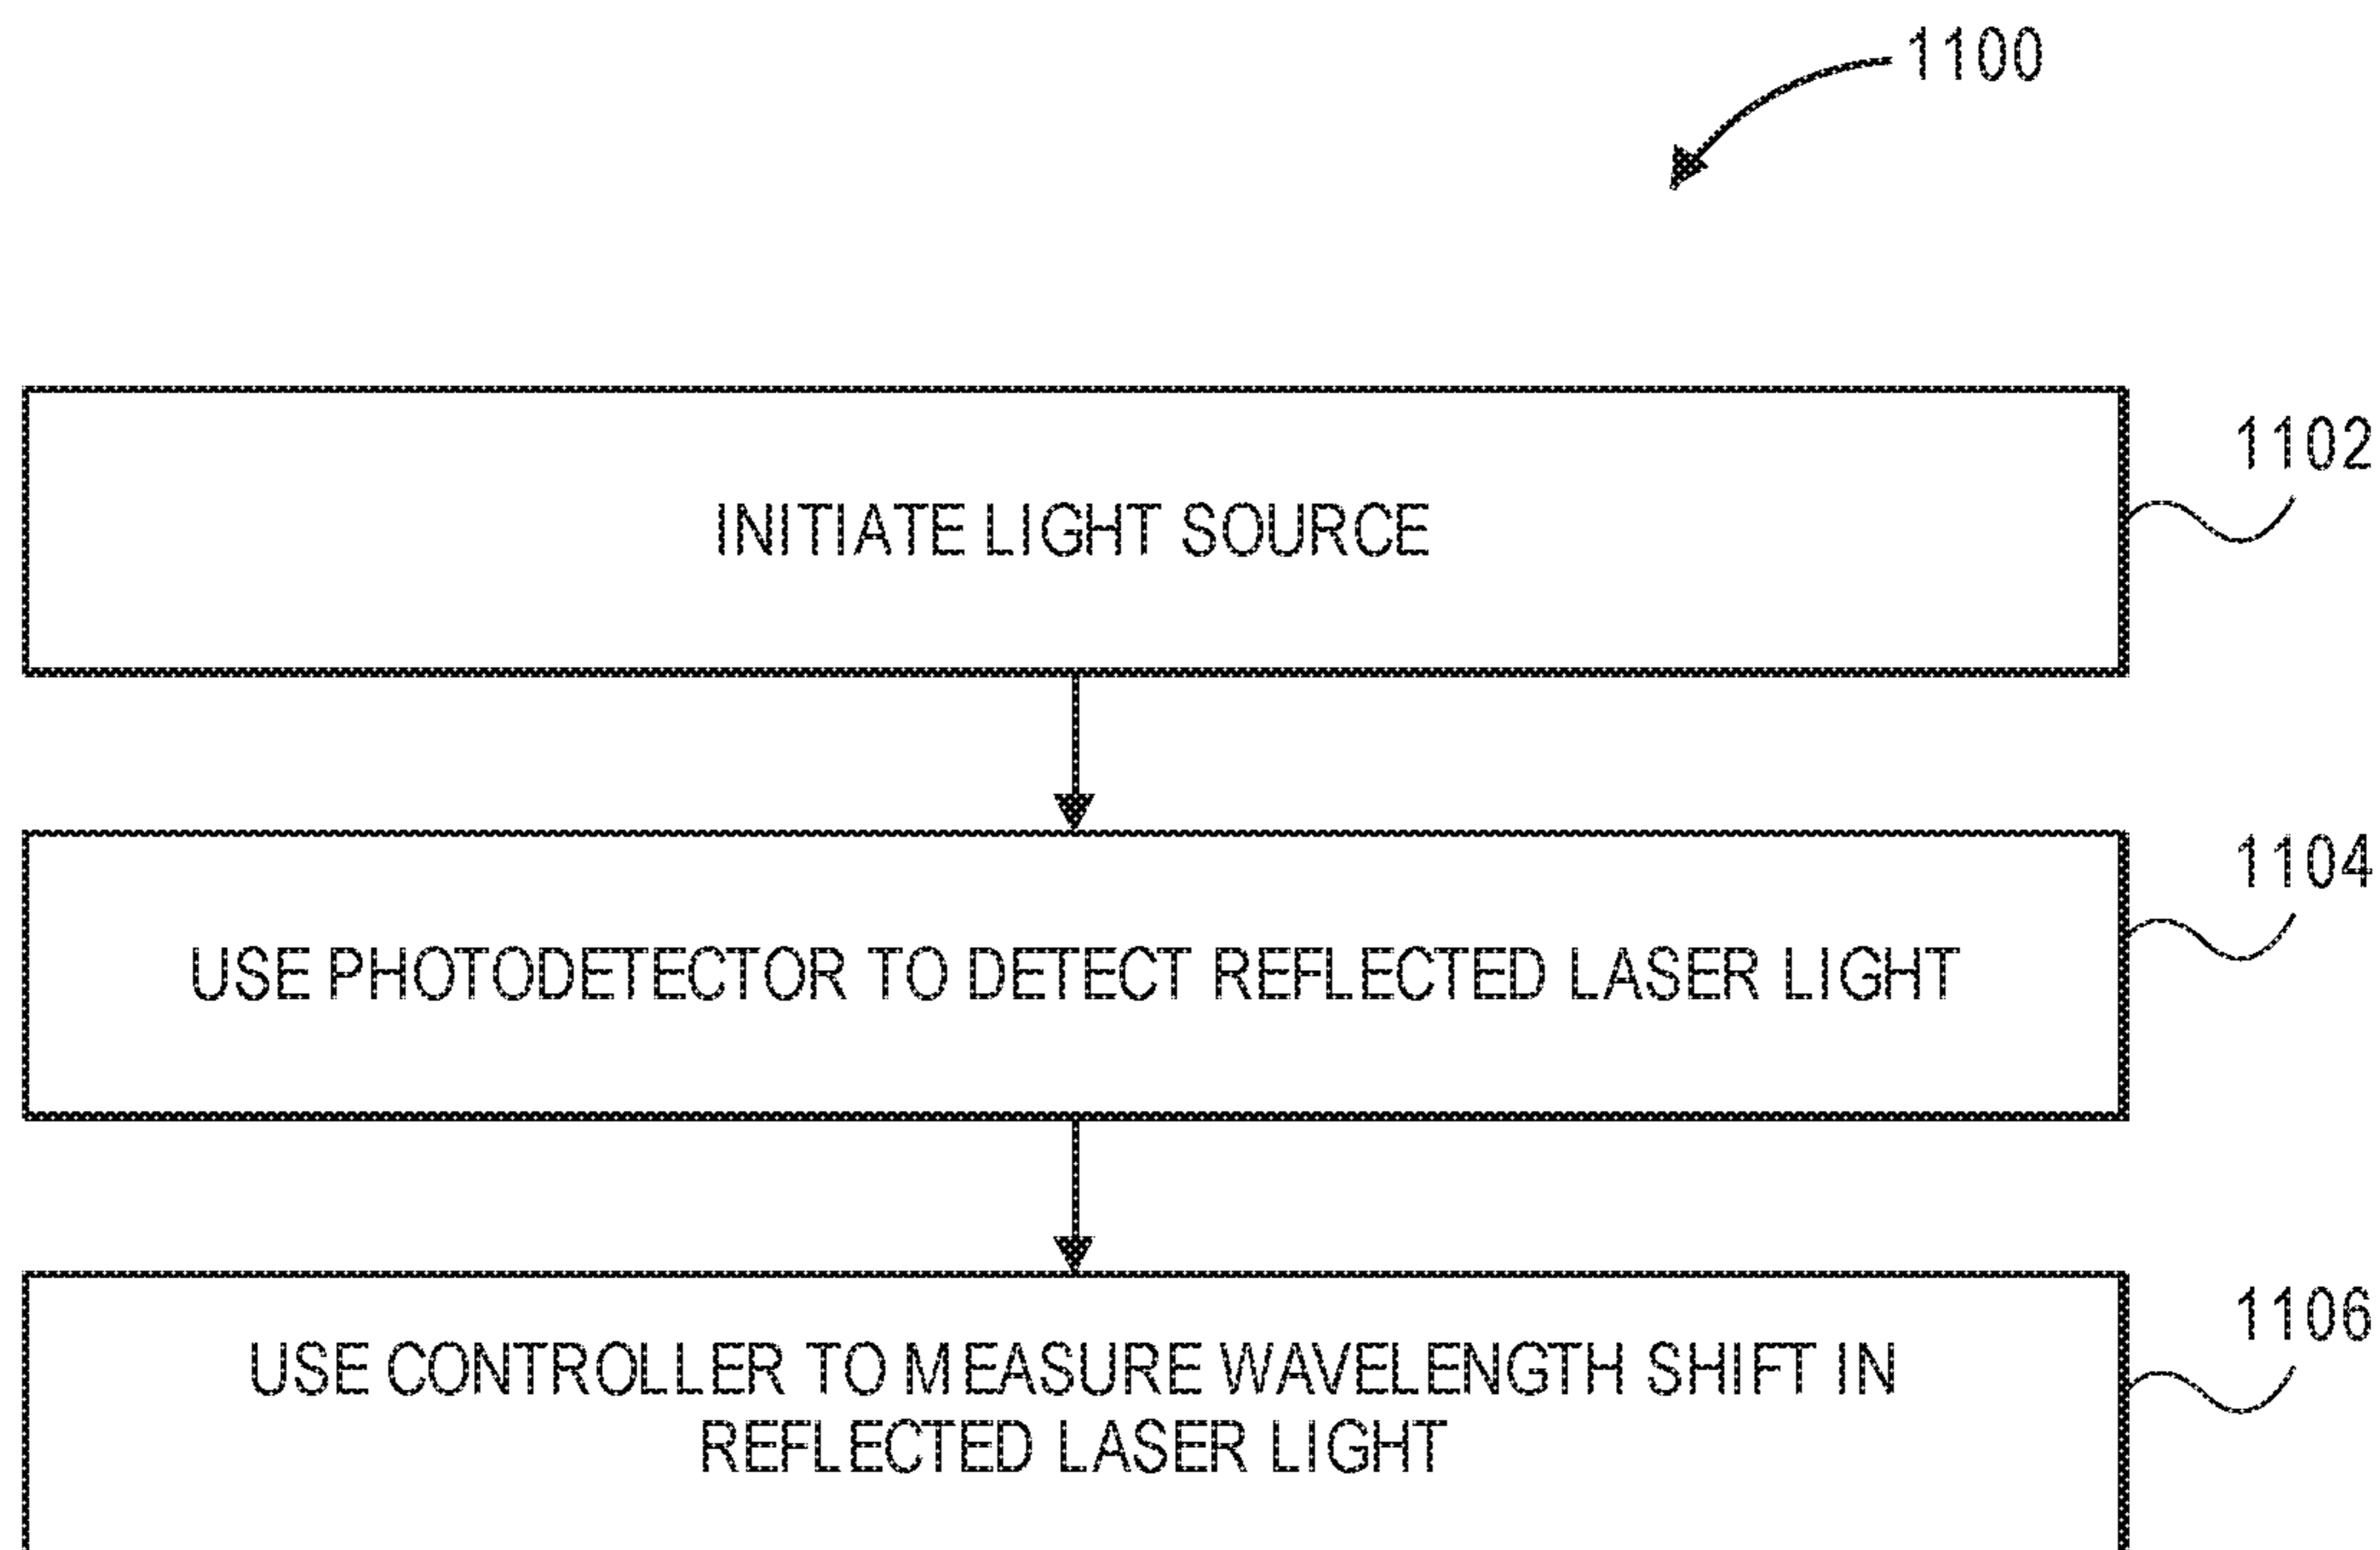 1100
1102
INITIATE LIGHT SOURCE
1104
USE PHOTODETECTOR TO DETECT REFLECTED LASER LIGHT
1106
USE CONTROLLER TO MEASURE WAVELENGTH SHIFT IN
REFLECTED LASER LIGHT